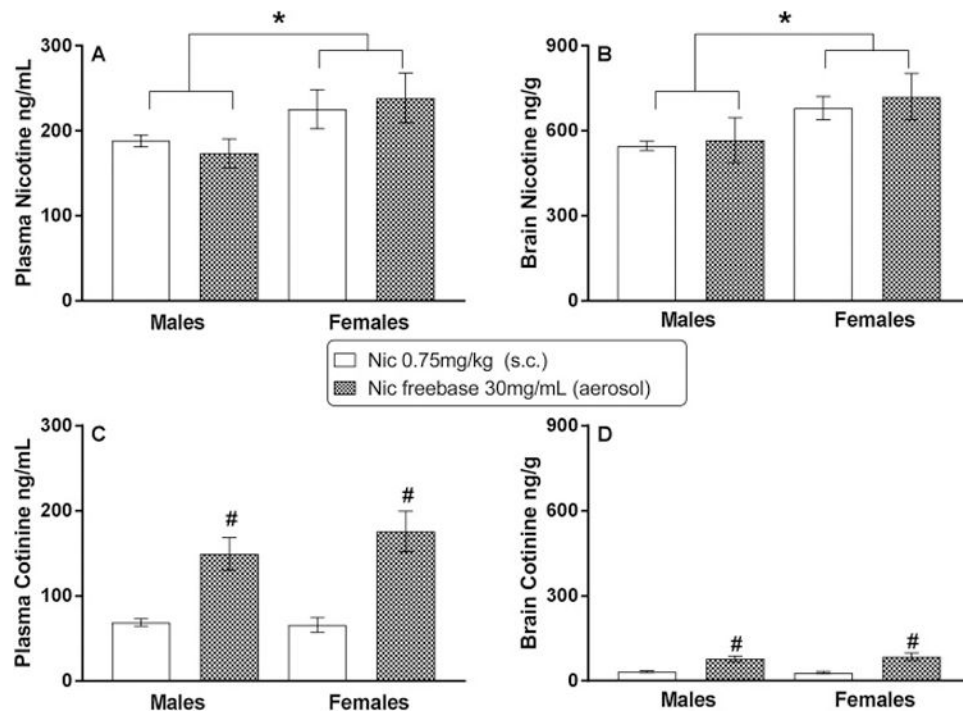 *
*
A
B
Plasma Nicotine ng/mL
300
200
100
0
Males
Females
Brain Nicotine ng/g
900
600
300
0
Males
Females
Nic 0.75mg/kg (s.c.)
Nic freebase 30mg/mL (aerosol)
C
D
Plasma Cotinine ng/mL
300
200
100
0
#
#
Males
Females
Brain Cotinine ng/g
900
600
300
0
#
#
Males
Females